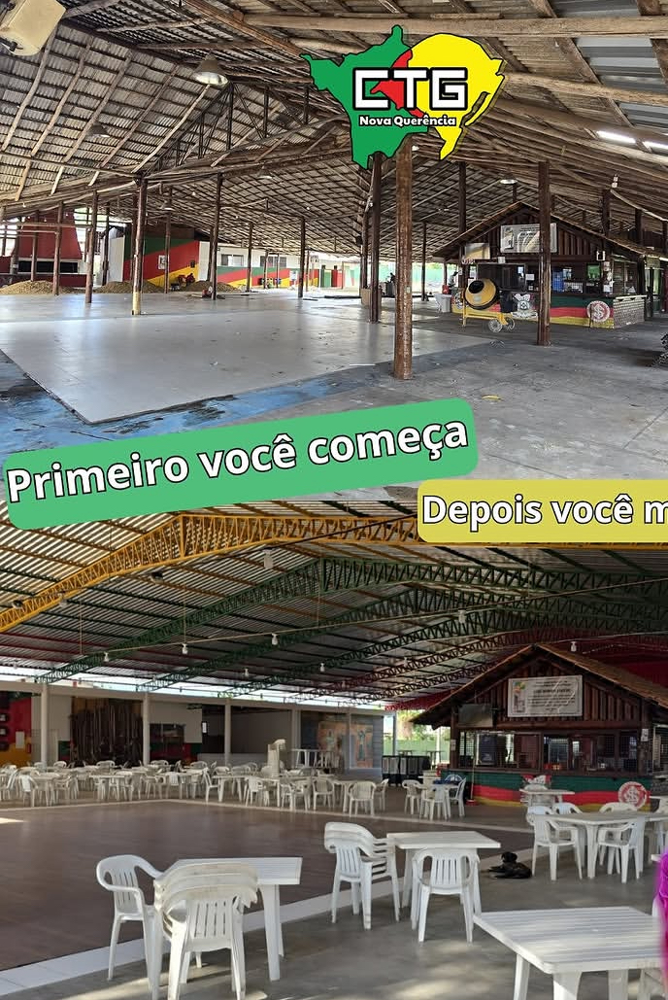 CTG
Nova Querência
Primeiro você começa
Depois você m